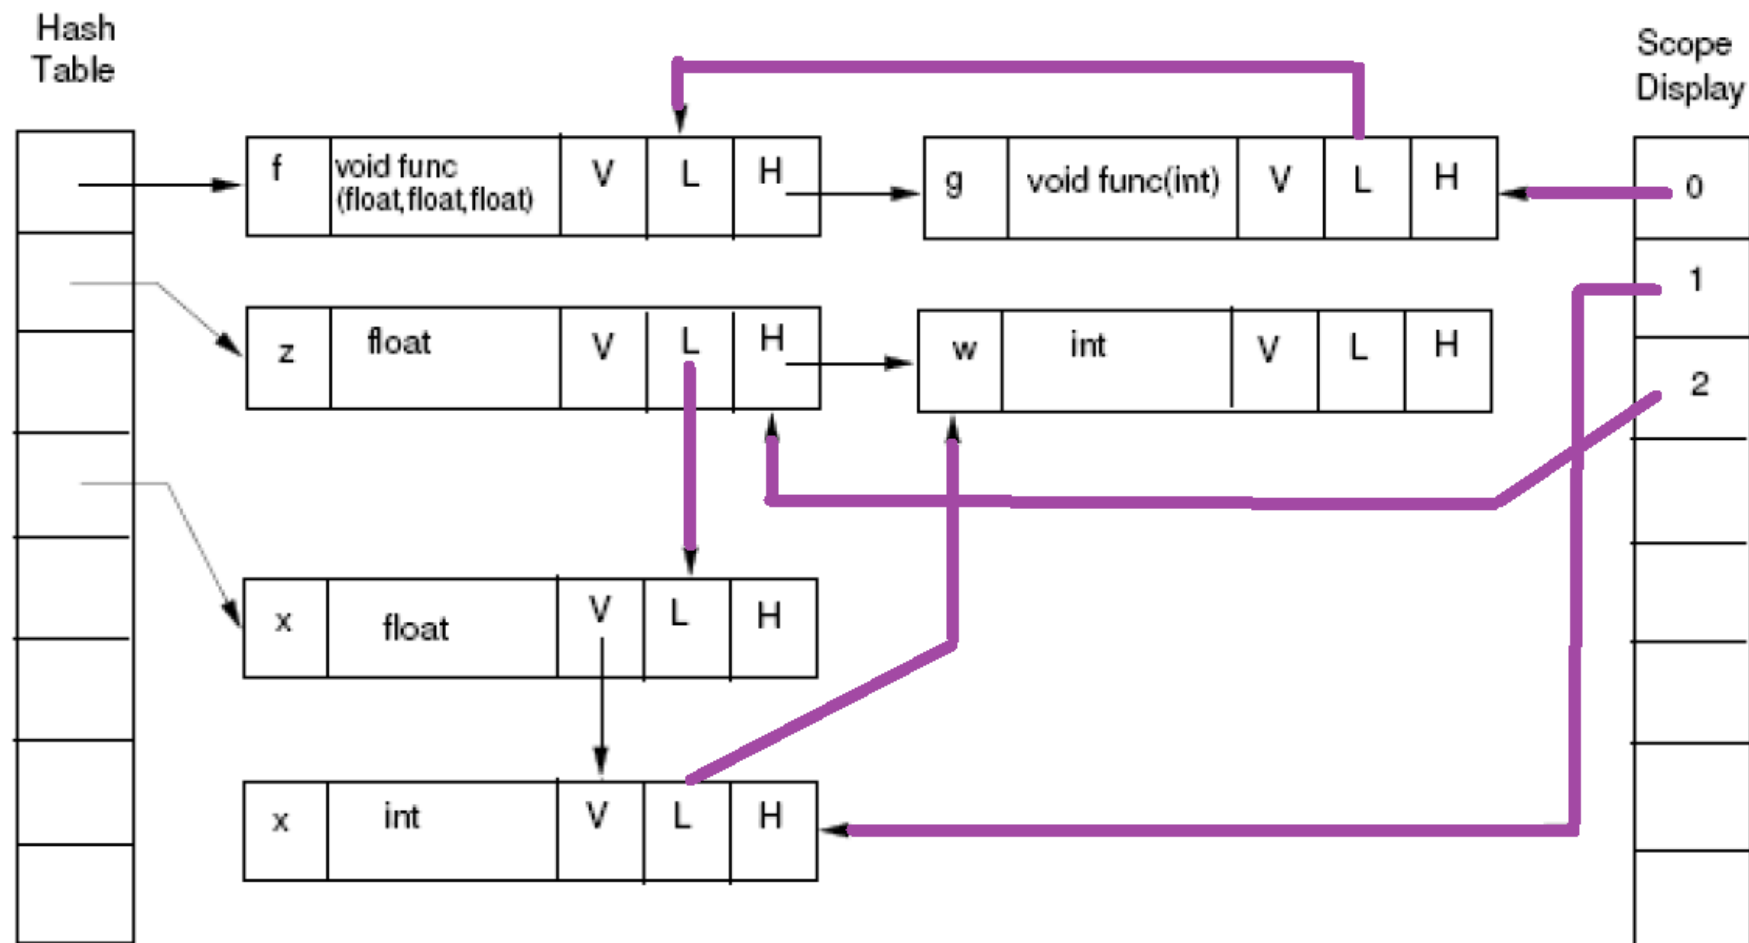 Hash
Table
Scope
Display
f void func V L H
(float,float,float)
g void func(int) V L H
0
1
z float V L H
w int V L H
2
x float V L H
x int V L H